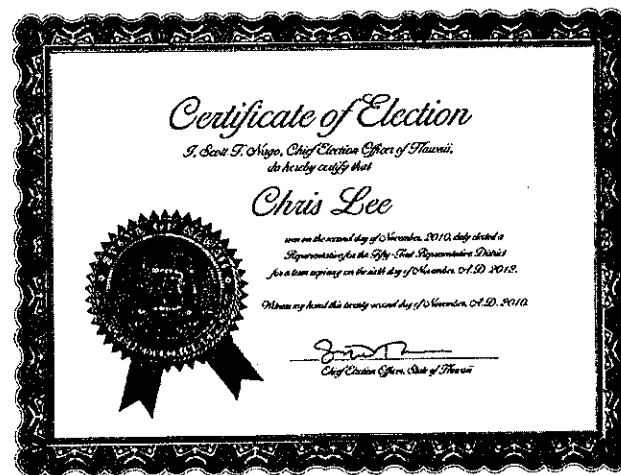 Certificate of Election
I, Scott T. Nago, Chief Election Officer of Hawaii,
do hereby certify that
Chris Lee
was on the second day of November, 2010, duly elected a
Representative for the Fifty-First Representative District
for a term expiring on the sixth day of November, A.D. 2012.
Witness my hand this twenty second day of November, A.D. 2010.
Chief Election Officer, State of Hawaii